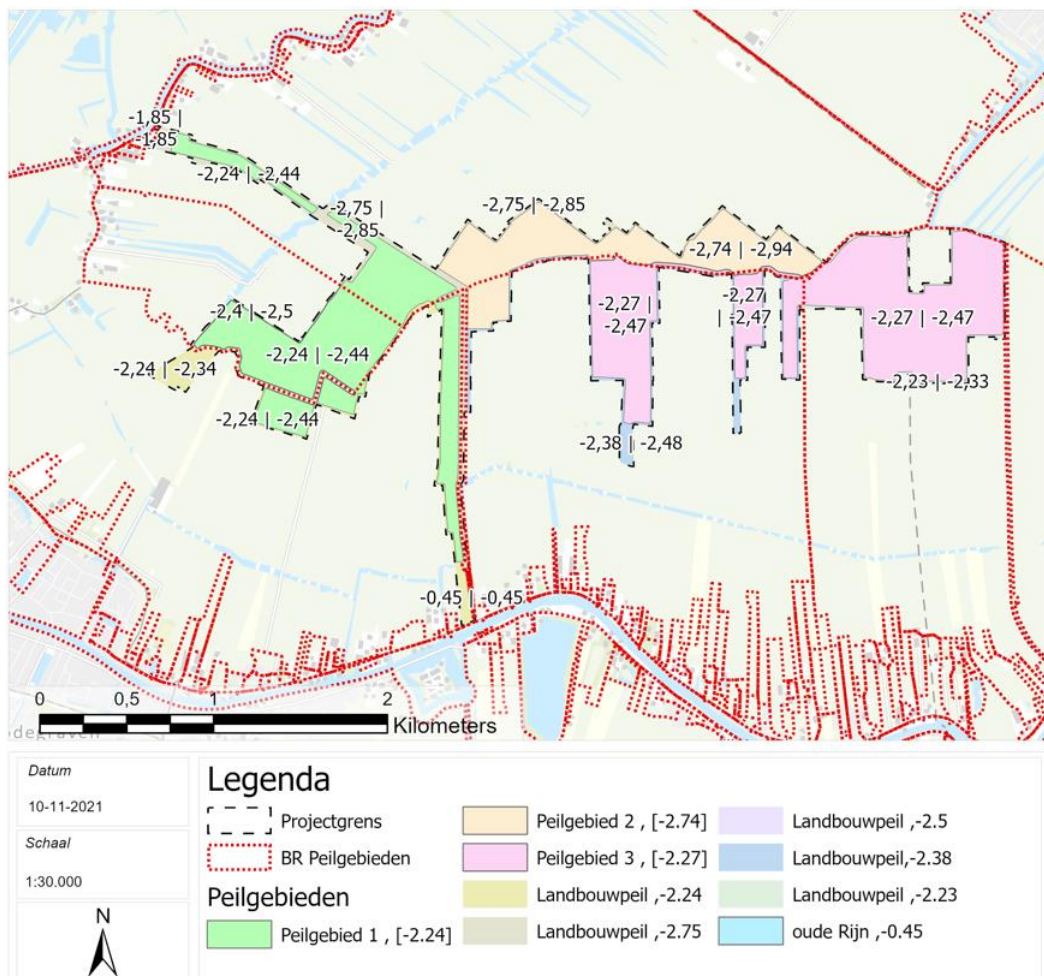 -1,85 |
-1,85
-2,24 | -2,44
-2,75 |
-2,85
-2,75 | -2,85
-2,74 | -2,94
-2,27 |
-2,47
-2,27
| -2,47
-2,27 | -2,47
-2,4 | -2,5
-2,24 | -2,44
-2,24 | -2,34
-2,23 | -2,33
-2,24 | -2,44
-2,38 | -2,48
-0,45 | -0,45
0 0,5 1 2
Kilometers
Datum
10-11-2021
Schaal
1:30.000
N
Legenda
Projectgrens
BR Peilgebieden
Peilgebieden
Peilgebied 1 , [-2.24]
Peilgebied 2 , [-2.74]
Peilgebied 3 , [-2.27]
Landbouwpeil ,-2.24
Landbouwpeil ,-2.75
Landbouwpeil ,-2.5
Landbouwpeil,-2.38
Landbouwpeil ,-2.23
oude Rijn ,-0.45